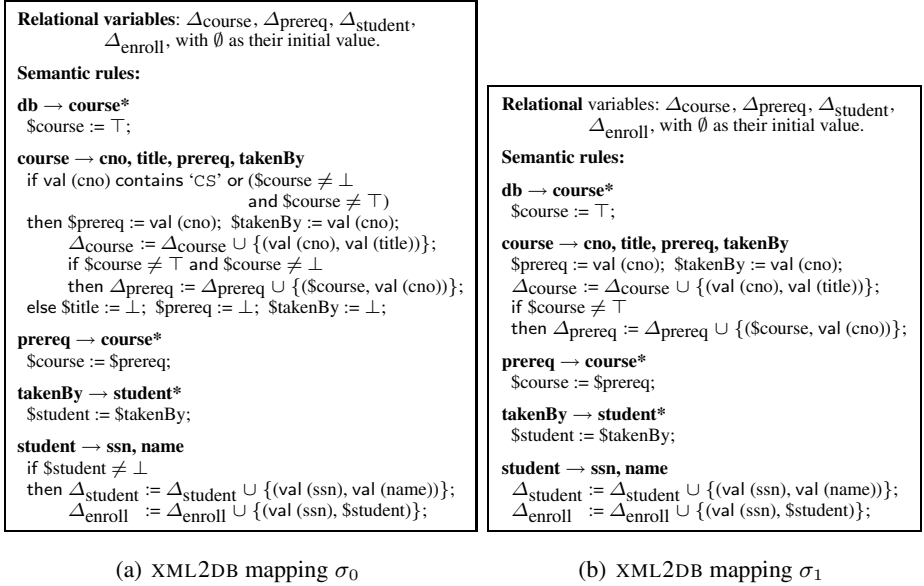 Relational variables: Δcourse, Δprereq, Δstudent,
Δenroll, with ∅ as their initial value.
Semantic rules:
db → course*
$course := ⊤;
course → cno, title, prereq, takenBy
if val (cno) contains ‘CS’ or ($course ≠ ⊥
and $course ≠ ⊤)
then $prereq := val (cno); $takenBy := val (cno);
Δcourse := Δcourse ∪ {(val (cno), val (title))};
if $course ≠ ⊤ and $course ≠ ⊥
then Δprereq := Δprereq ∪ {($course, val (cno))};
else $title := ⊥; $prereq := ⊥; $takenBy := ⊥;
prereq → course*
$course := $prereq;
takenBy → student*
$student := $takenBy;
student → ssn, name
if $student ≠ ⊥
then Δstudent := Δstudent ∪ {(val (ssn), val (name))};
Δenroll := Δenroll ∪ {(val (ssn), $student)};
(a) XML2DB mapping σ0
Relational variables: Δcourse, Δprereq, Δstudent,
Δenroll, with ∅ as their initial value.
Semantic rules:
db → course*
$course := ⊤;
course → cno, title, prereq, takenBy
$prereq := val (cno); $takenBy := val (cno);
Δcourse := Δcourse ∪ {(val (cno), val (title))};
if $course ≠ ⊤
then Δprereq := Δprereq ∪ {($course, val (cno))};
prereq → course*
$course := $prereq;
takenBy → student*
$student := $takenBy;
student → ssn, name
Δstudent := Δstudent ∪ {(val (ssn), val (name))};
Δenroll := Δenroll ∪ {(val (ssn), $student)};
(b) XML2DB mapping σ1